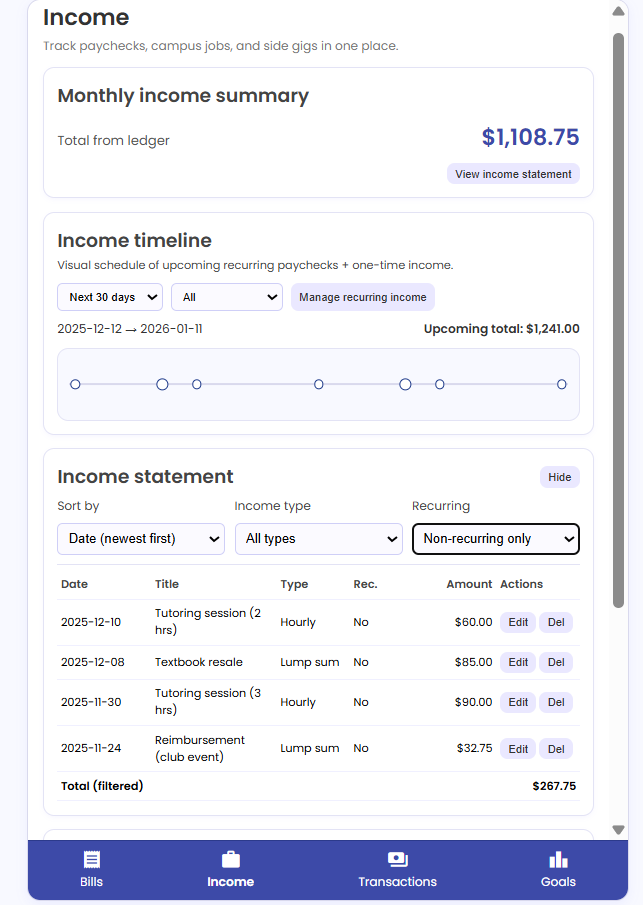 Income
Track paychecks, campus jobs, and side gigs in one place.
Monthly income summary
Total from ledger
$1,108.75
View income statement
Income timeline
Visual schedule of upcoming recurring paychecks + one-time income.
Next 30 days
All
Manage recurring income
2025-12-12 → 2026-01-11
Upcoming total: $1,241.00
Income statement
Hide
Sort by
Income type
Recurring
Date (newest first)
All types
Non-recurring only
Date Title Type Rec. Amount Actions
2025-12-10 Tutoring session (2 hrs) Hourly No $60.00 Edit Del
2025-12-08 Textbook resale Lump sum No $85.00 Edit Del
2025-11-30 Tutoring session (3 hrs) Hourly No $90.00 Edit Del
2025-11-24 Reimbursement (club event) Lump sum No $32.75 Edit Del
Total (filtered) $267.75
Bills
Income
Transactions
Goals